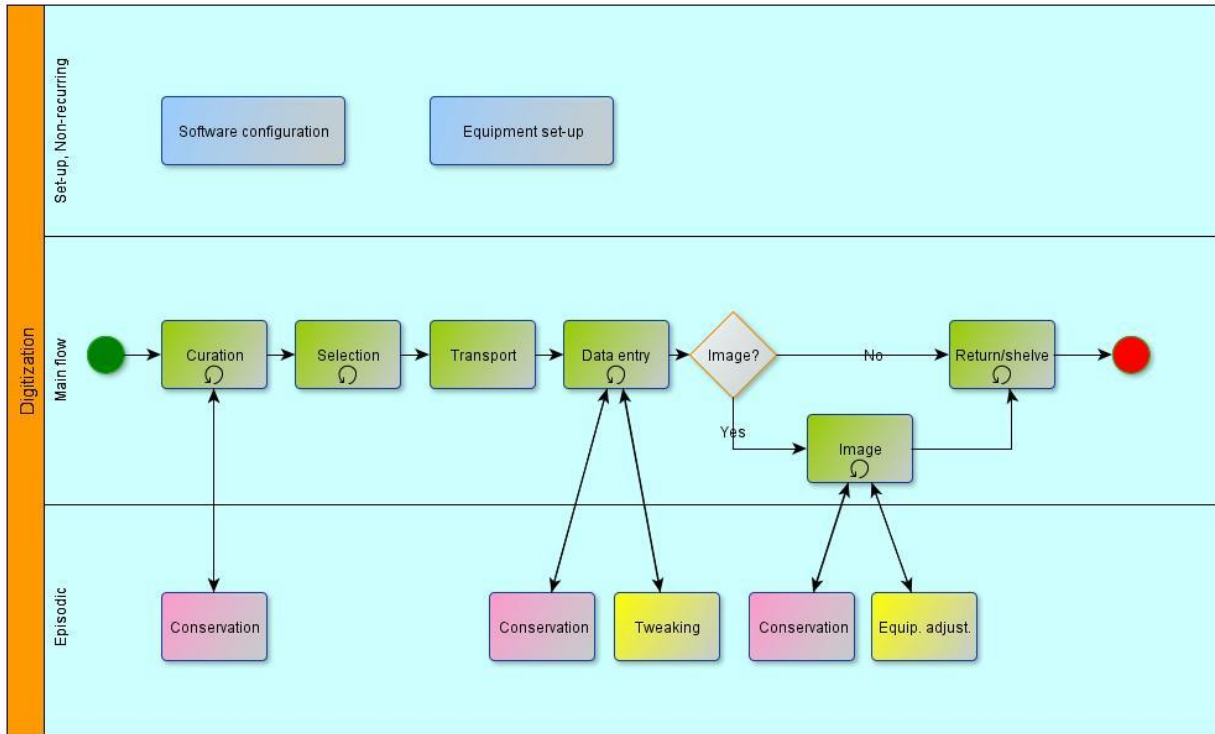 Digitization
Set-up, Non-recurring
Software configuration
Equipment set-up
Main flow
Curation
Selection
Transport
Data entry
Image?
No
Return/shelve
Yes
Image
Episodic
Conservation
Conservation
Tweaking
Conservation
Equip. adjust.